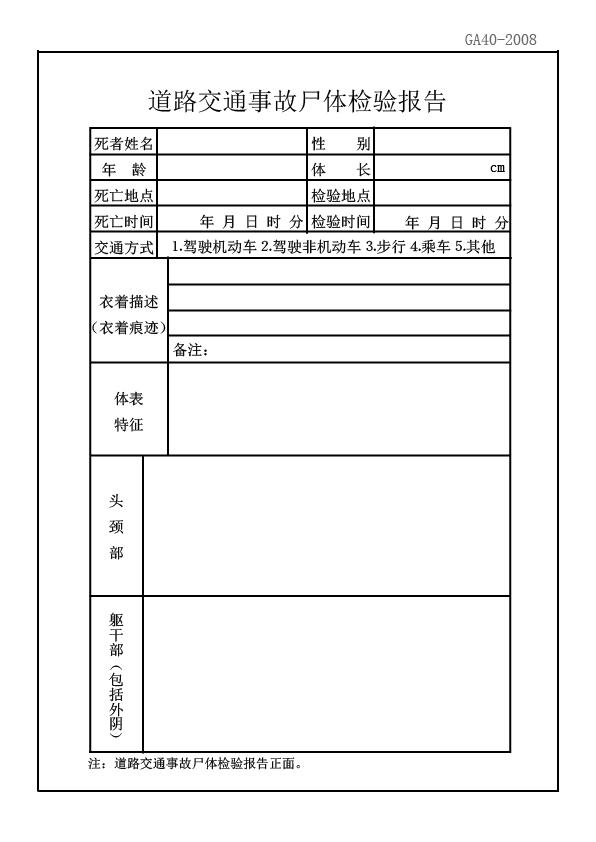 GA40-2008
道路交通事故尸体检验报告
死者姓名 性 别
年 龄 体 长 cm
死亡地点 检验地点
死亡时间 年 月 日 时 分 检验时间 年 月 日 时 分
交通方式 1.驾驶机动车 2.驾驶非机动车 3.步行 4.乘车 5.其他
衣着描述
（衣着痕迹）
备注：
体表
特征
头
颈
部
躯
干
部
（
包
括
外
阴
）
注：道路交通事故尸体检验报告正面。